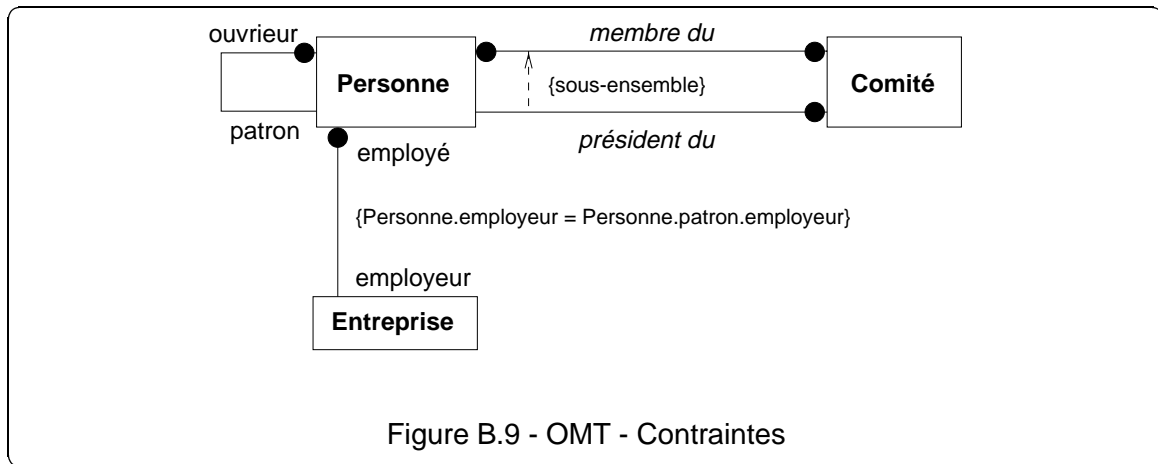 ouvrieur
membre du
Personne
{sous-ensemble}
Comité
patron
président du
employé
{Personne.employeur = Personne.patron.employeur}
employeur
Entreprise
Figure B.9 - OMT - Contraintes